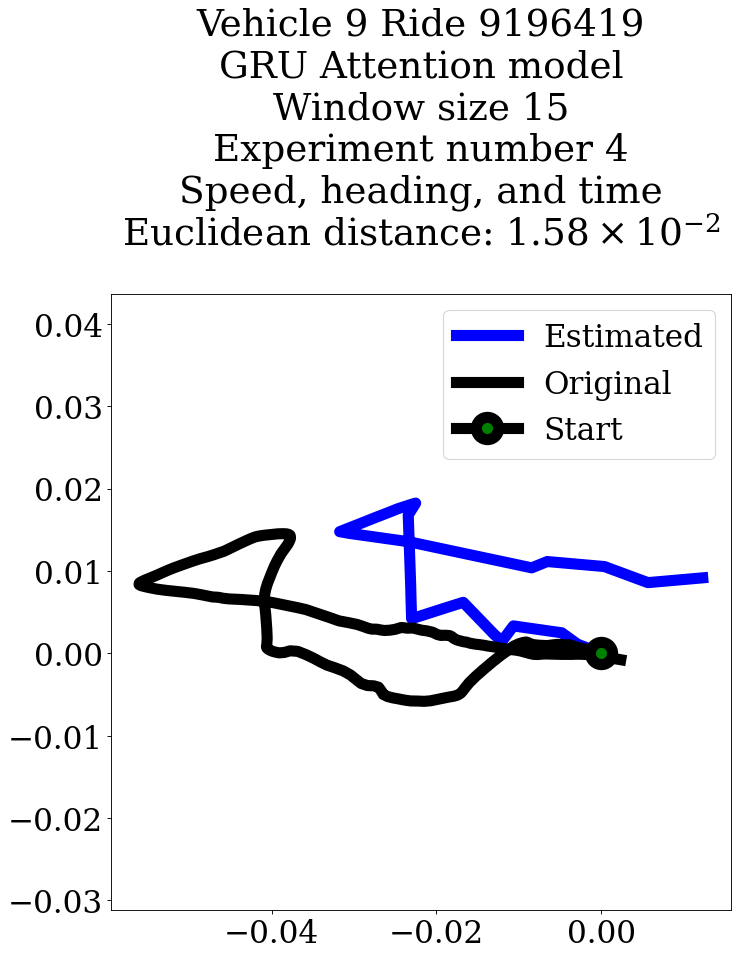 Vehicle 9 Ride 9196419
GRU Attention model
Window size 15
Experiment number 4
Speed, heading, and time
Euclidean distance: 1.58 × 10⁻²
Estimated
Original
Start
0.04
0.03
0.02
0.01
0.00
−0.01
−0.02
−0.03
−0.04
−0.02
0.00